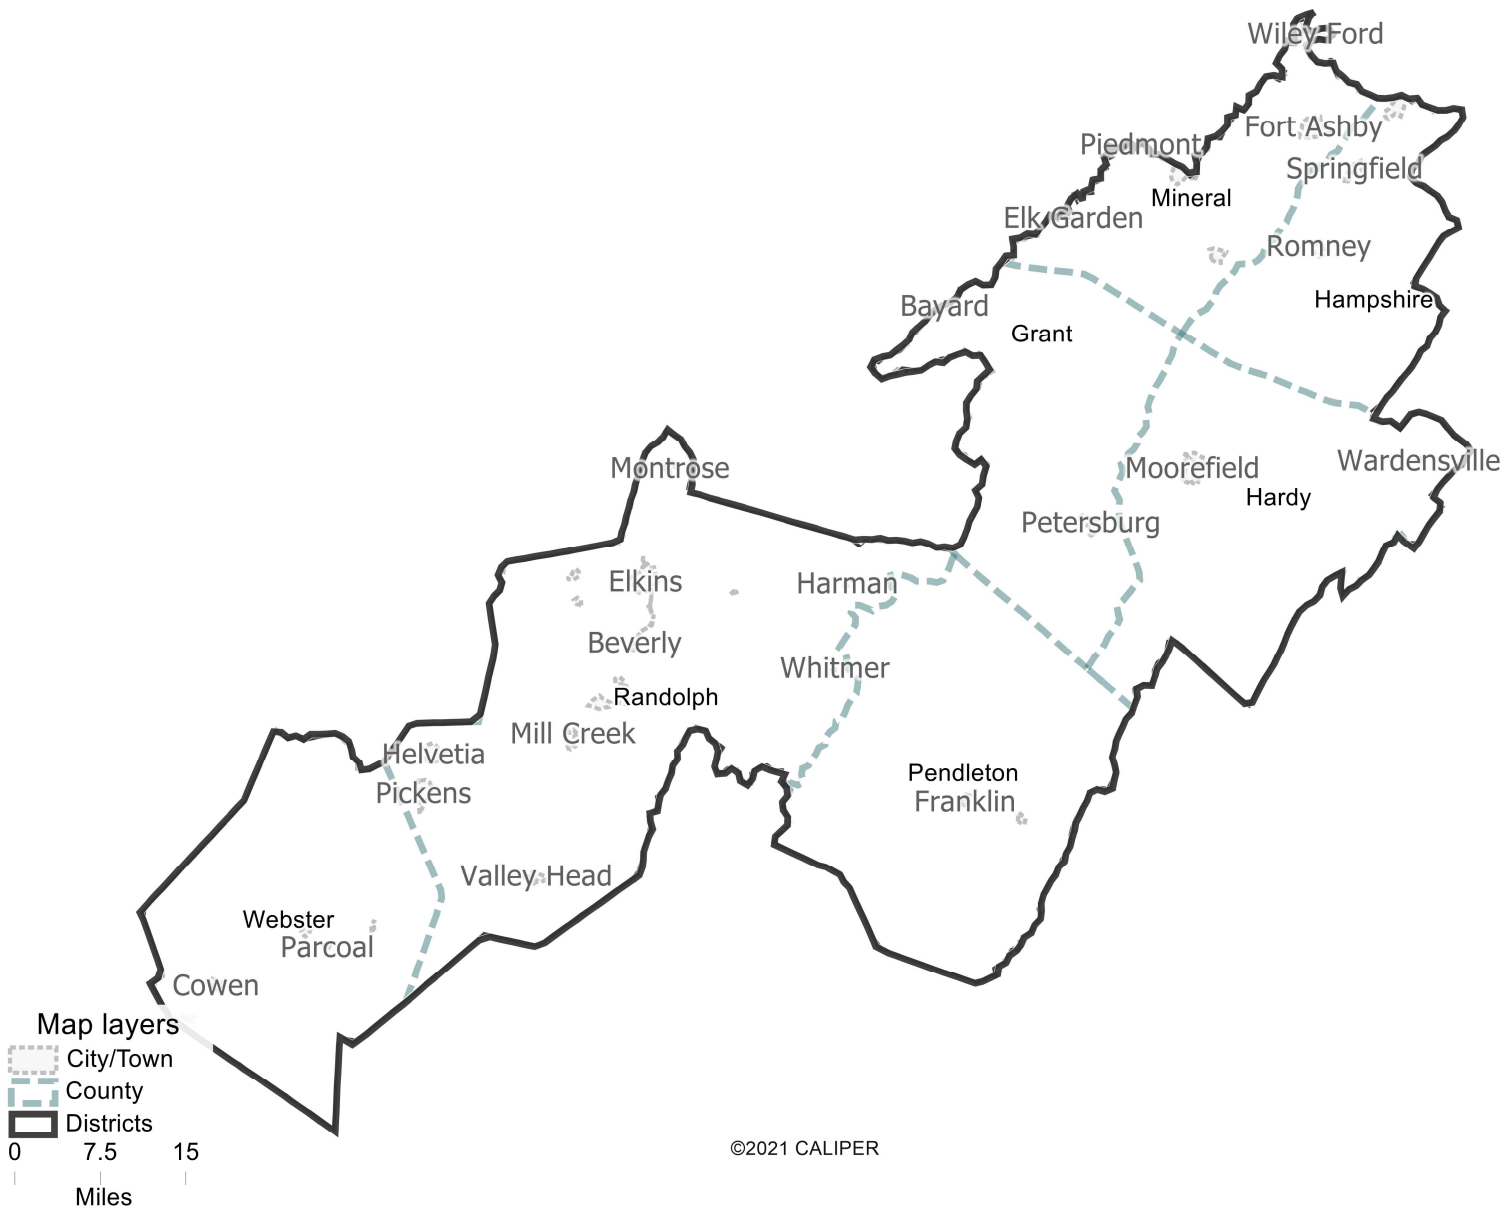 Wiley Ford
Fort Ashby
Piedmont
Springfield
Mineral
Elk Garden
Romney
Bayard
Hampshire
Grant
Montrose
Moorefield
Wardensville
Hardy
Petersburg
Elkins
Harman
Beverly
Whitmer
Randolph
Mill Creek
Helvetia
Pickens
Pendleton
Franklin
Valley Head
Webster
Parcoal
Cowen
Map layers
City/Town
County
Districts
0 7.5 15
Miles
©2021 CALIPER